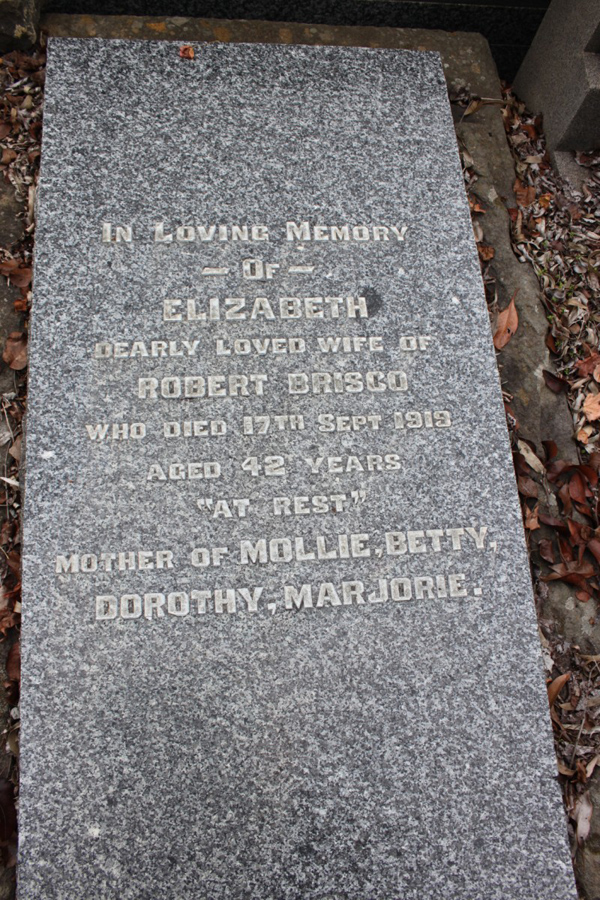 In Loving Memory
— Of —
ELIZABETH
DEARLY LOVED WIFE OF
ROBERT BRISCO
WHO DIED 17TH SEPT 1919
AGED 42 YEARS
"AT REST"
MOTHER OF MOLLIE, BETTY,
DOROTHY, MARJORIE.